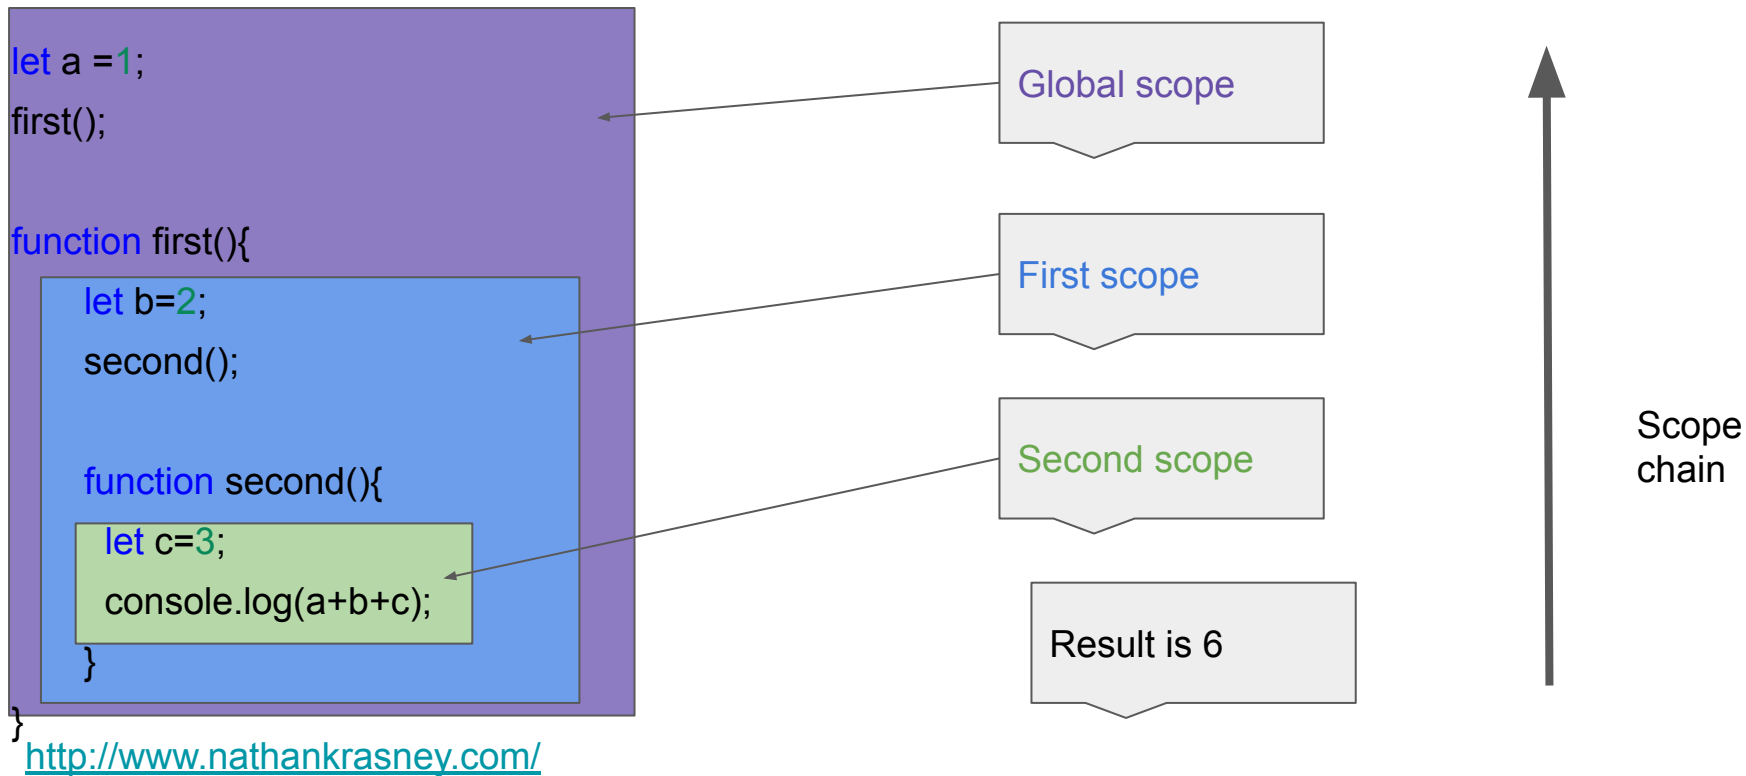 let a =1;
first();
function first(){
let b=2;
second();
function second(){
let c=3;
console.log(a+b+c);
}
}
http://www.nathankrasney.com/
Global scope
First scope
Second scope
Result is 6
Scope
chain